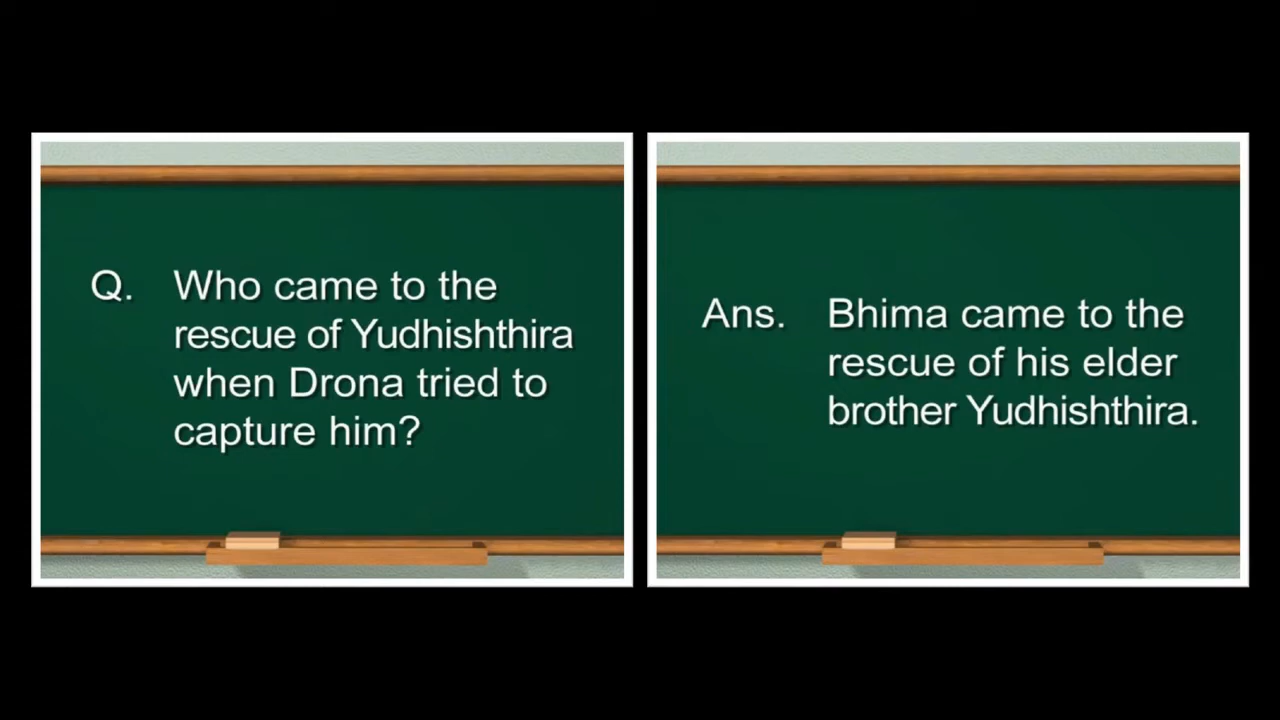 Q. Who came to the
rescue of Yudhishthira
when Drona tried to
capture him?
Ans. Bhima came to the
rescue of his elder
brother Yudhishthira.